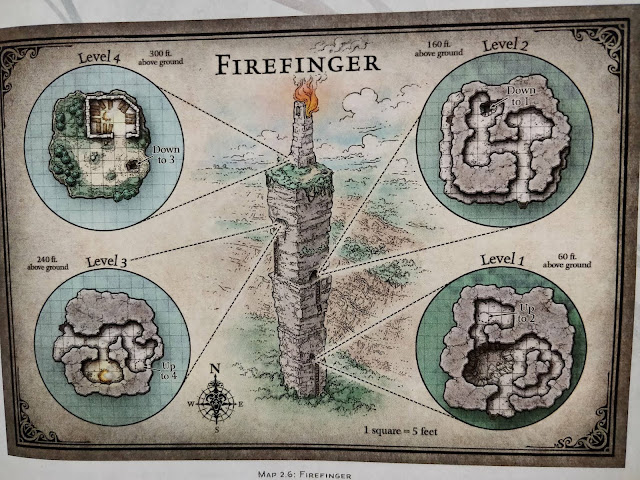 FIREFINGER
Level 4
300 ft.
above ground
Down
to 3
160 ft.
above ground
Level 2
Down
to 1
240 ft.
above ground
Level 3
Up
to 4
Level 1
60 ft.
above ground
Up
to 2
N
W
E
S
1 square = 5 feet
MAP 2.6: FIREFINGER